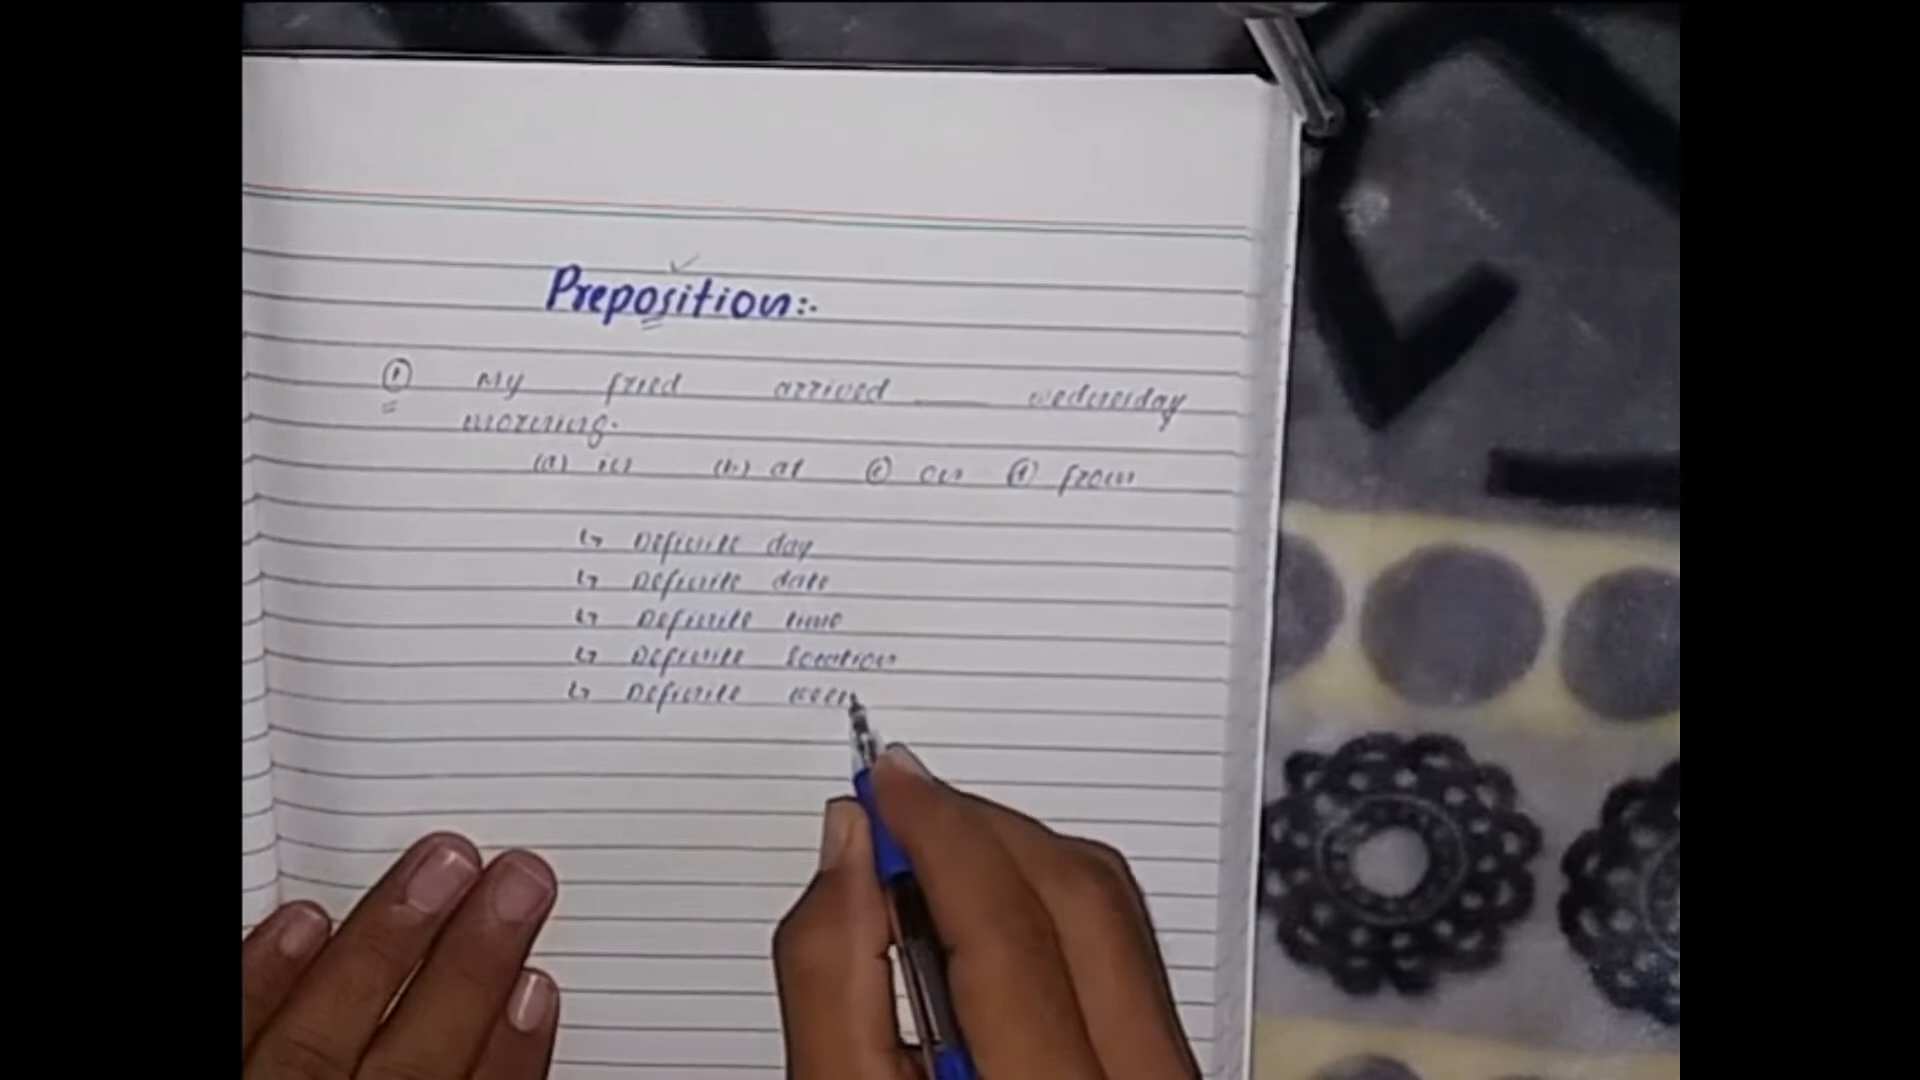 Preposition:-
① My fried arrived ____ wednesday
morning.
(a) in (b) at (c) on (d) from
↳ Definite day
↳ Definite date
↳ Definite time
↳ Definite location
↳ Definite